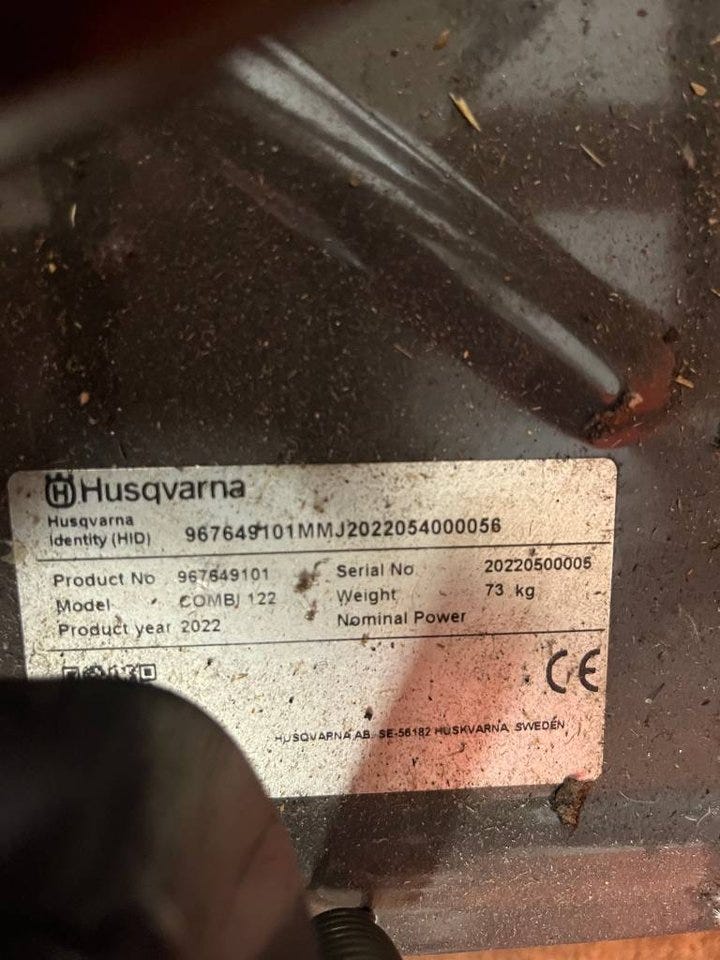 Husqvarna
Husqvarna
Identity (HID) 967649101MMJ2022054000056
Product No 967649101 Serial No 20220500005
Model COMBI 122 Weight 73 kg
Product year 2022 Nominal Power
CE
HUSQVARNA AB, SE-56182 HUSKVARNA, SWEDEN